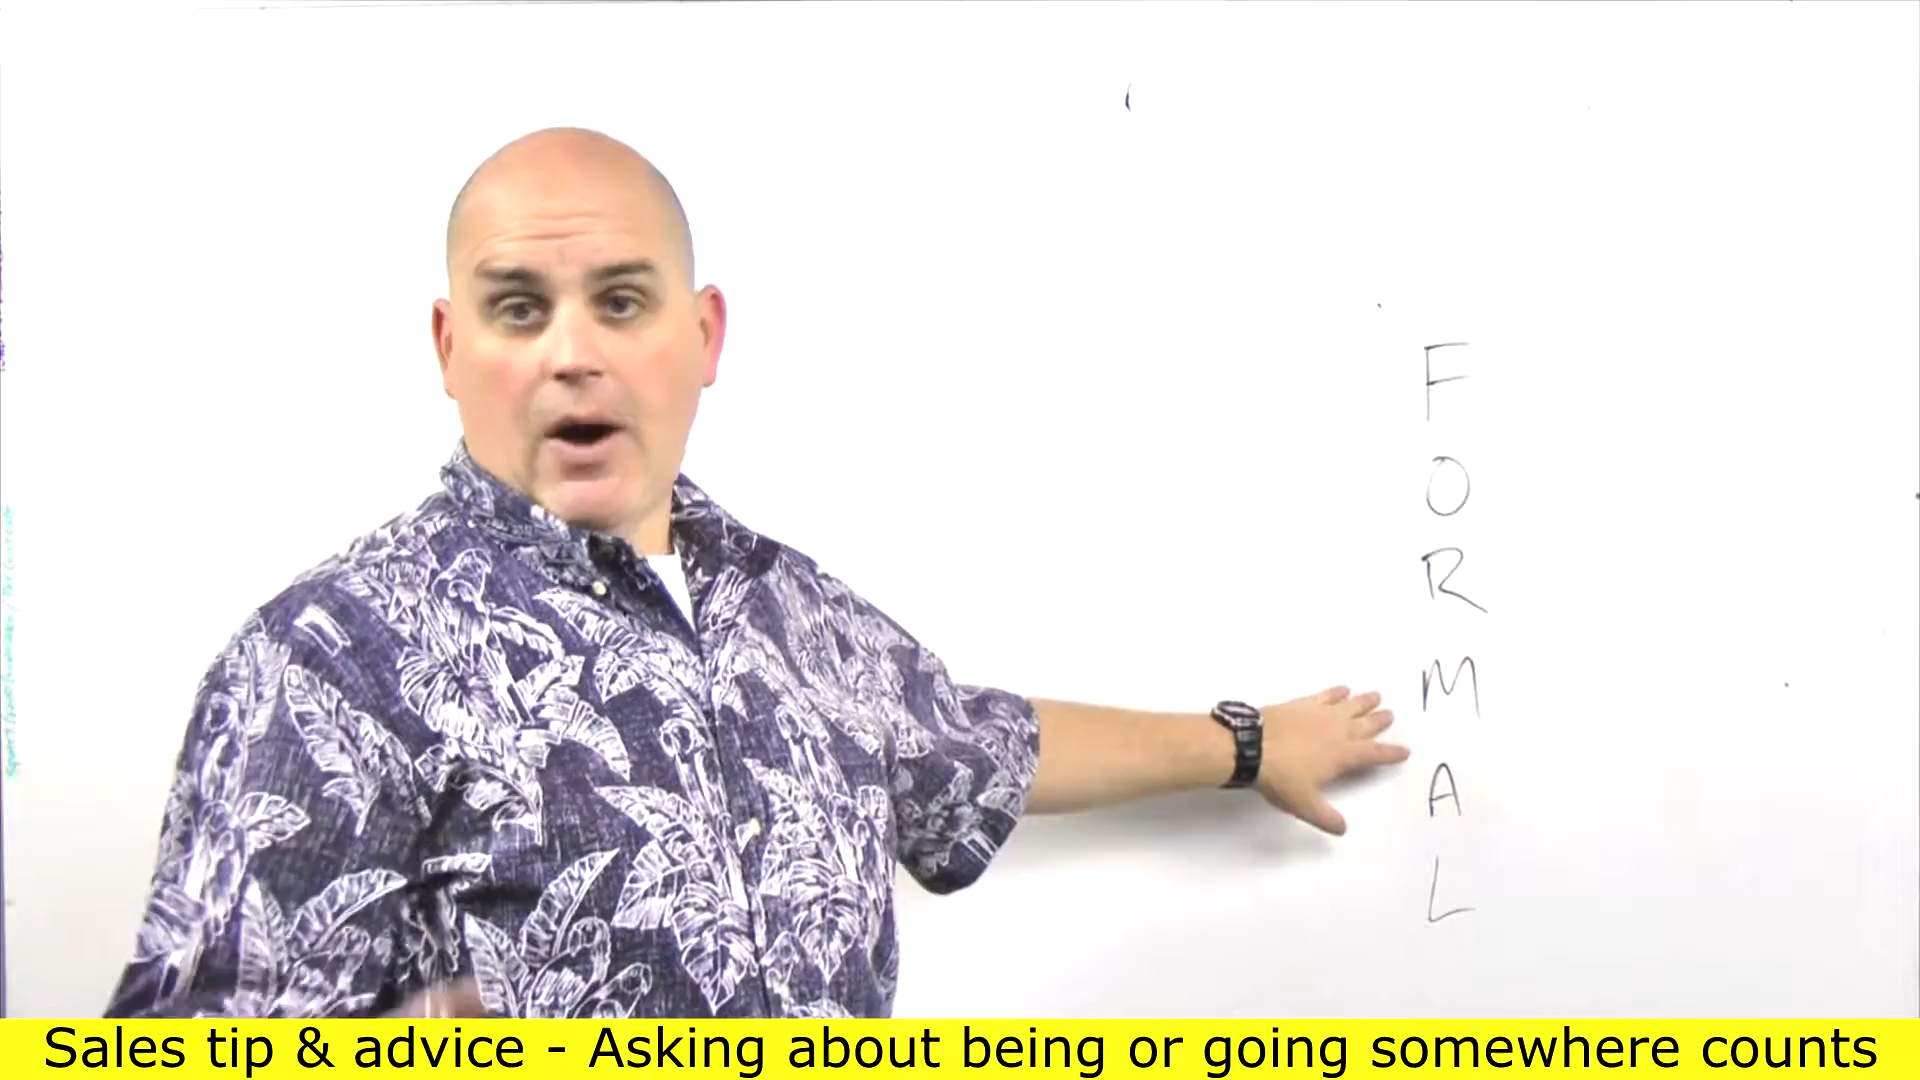 F
O
R
M
A
L
Sales tip & advice - Asking about being or going somewhere counts